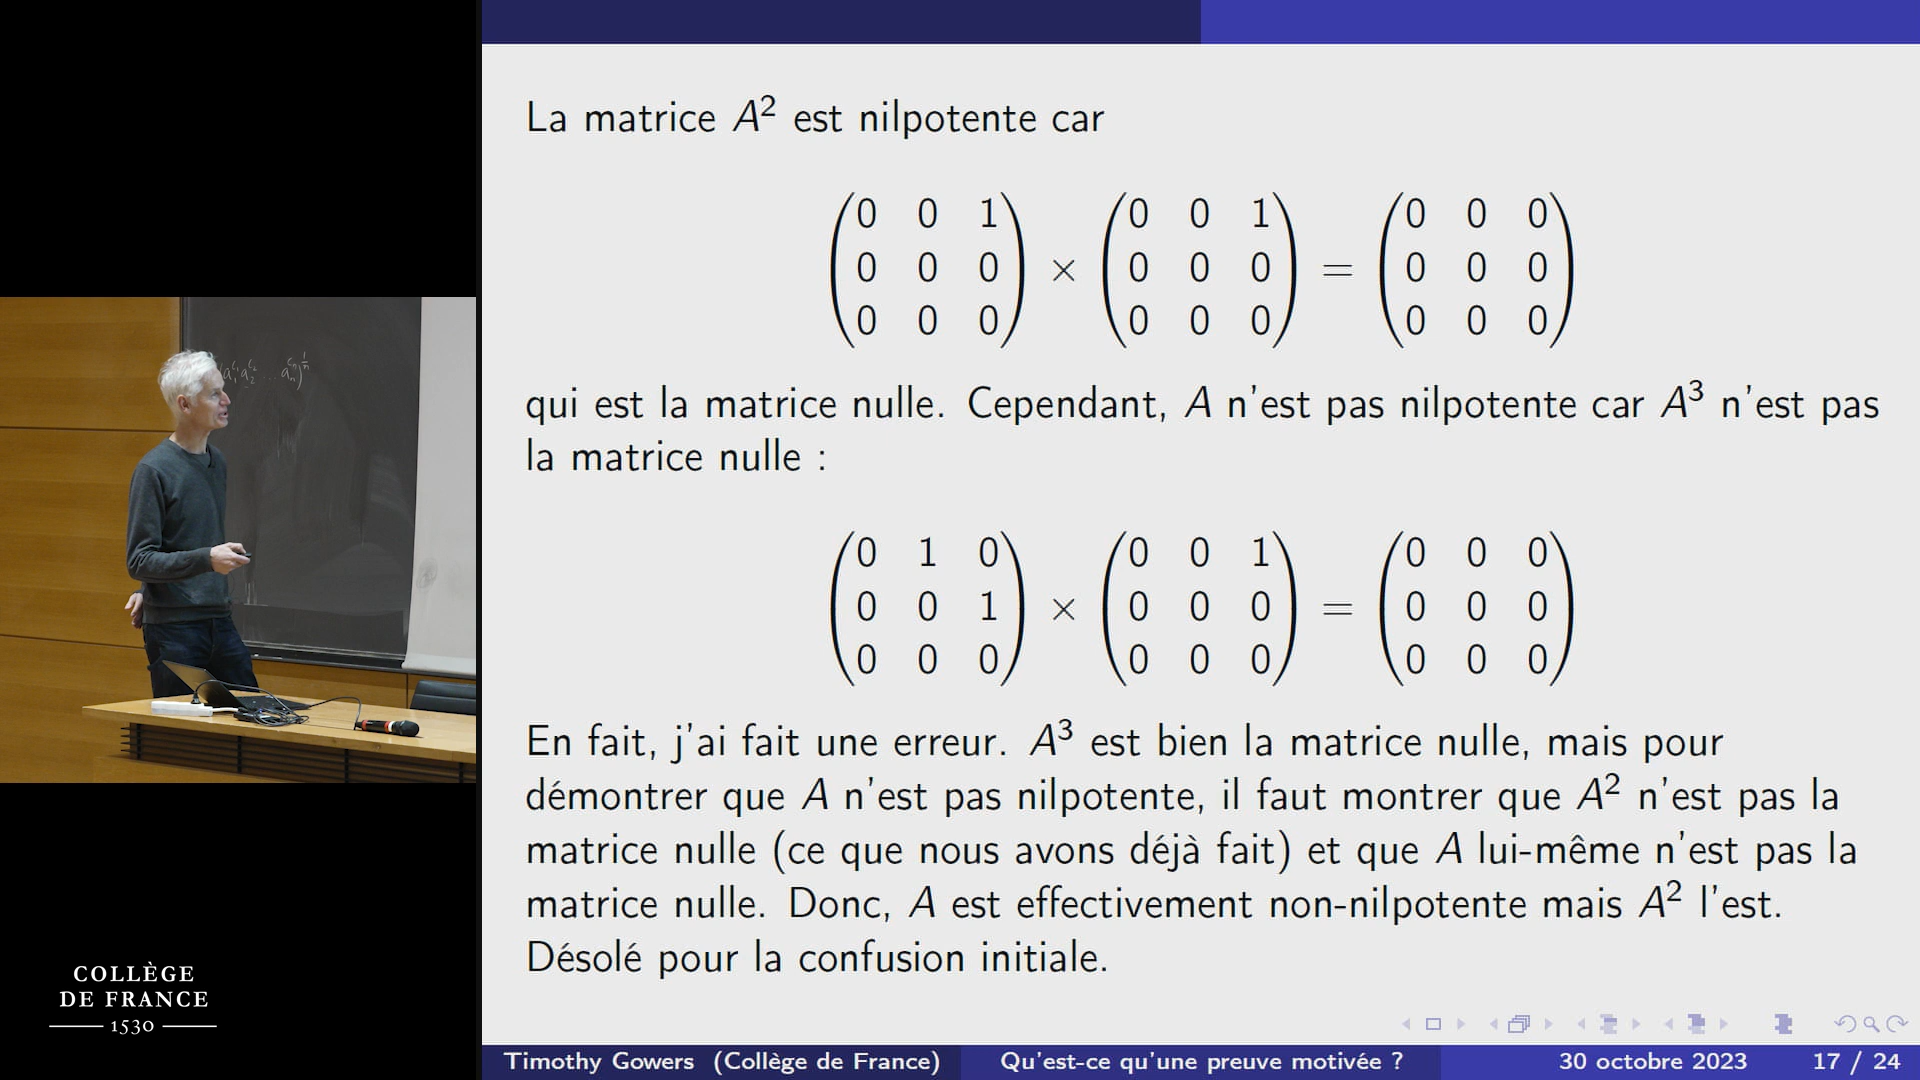 La matrice A² est nilpotente car
(0 0 1) (0 0 1) (0 0 0)
(0 0 0) × (0 0 0) = (0 0 0)
(0 0 0) (0 0 0) (0 0 0)
qui est la matrice nulle. Cependant, A n'est pas nilpotente car A³ n'est pas
la matrice nulle :
(0 1 0) (0 0 1) (0 0 0)
(0 0 1) × (0 0 0) = (0 0 0)
(0 0 0) (0 0 0) (0 0 0)
En fait, j'ai fait une erreur. A³ est bien la matrice nulle, mais pour
démontrer que A n'est pas nilpotente, il faut montrer que A² n'est pas la
matrice nulle (ce que nous avons déjà fait) et que A lui-même n'est pas la
matrice nulle. Donc, A est effectivement non-nilpotente mais A² l'est.
Désolé pour la confusion initiale.
Timothy Gowers (Collège de France) Qu'est-ce qu'une preuve motivée ? 30 octobre 2023 17 / 24
COLLÈGE
DE FRANCE
1530